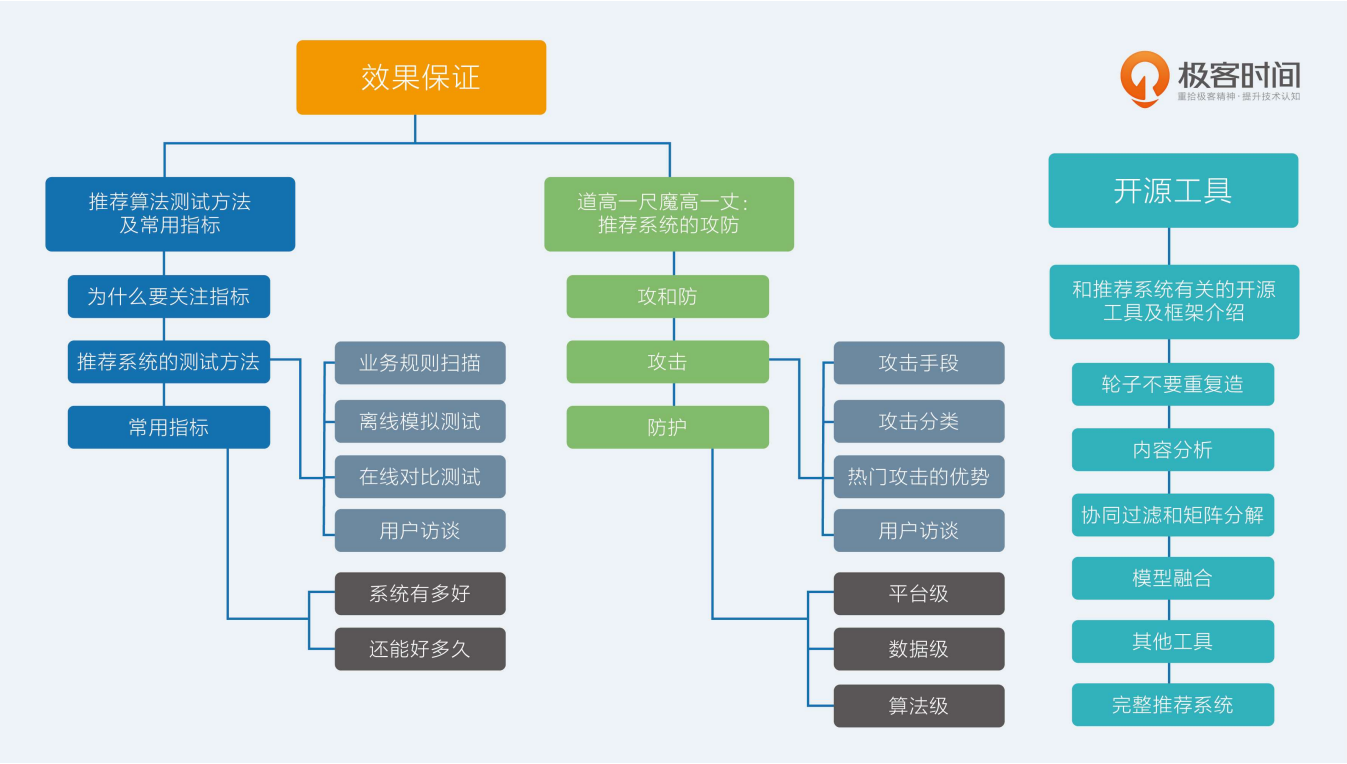 效果保证
极客时间
重拾极客精神·提升技术认知
推荐算法测试方法
及常用指标
为什么要关注指标
推荐系统的测试方法
常用指标
业务规则扫描
离线模拟测试
在线对比测试
用户访谈
系统有多好
还能好多久
道高一尺魔高一丈：
推荐系统的攻防
攻和防
攻击
防护
攻击手段
攻击分类
热门攻击的优势
用户访谈
平台级
数据级
算法级
开源工具
和推荐系统有关的开源
工具及框架介绍
轮子不要重复造
内容分析
协同过滤和矩阵分解
模型融合
其他工具
完整推荐系统